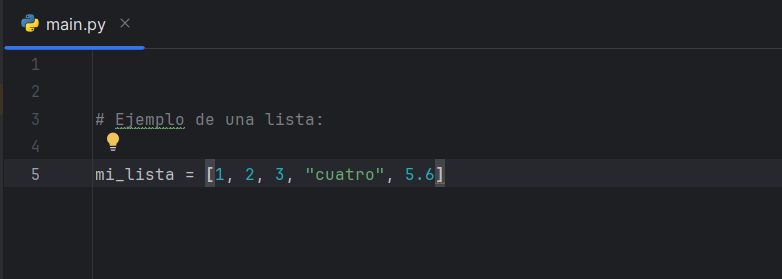 main.py
1
2
3 # Ejemplo de una lista:
4
5 mi_lista = [1, 2, 3, "cuatro", 5.6]